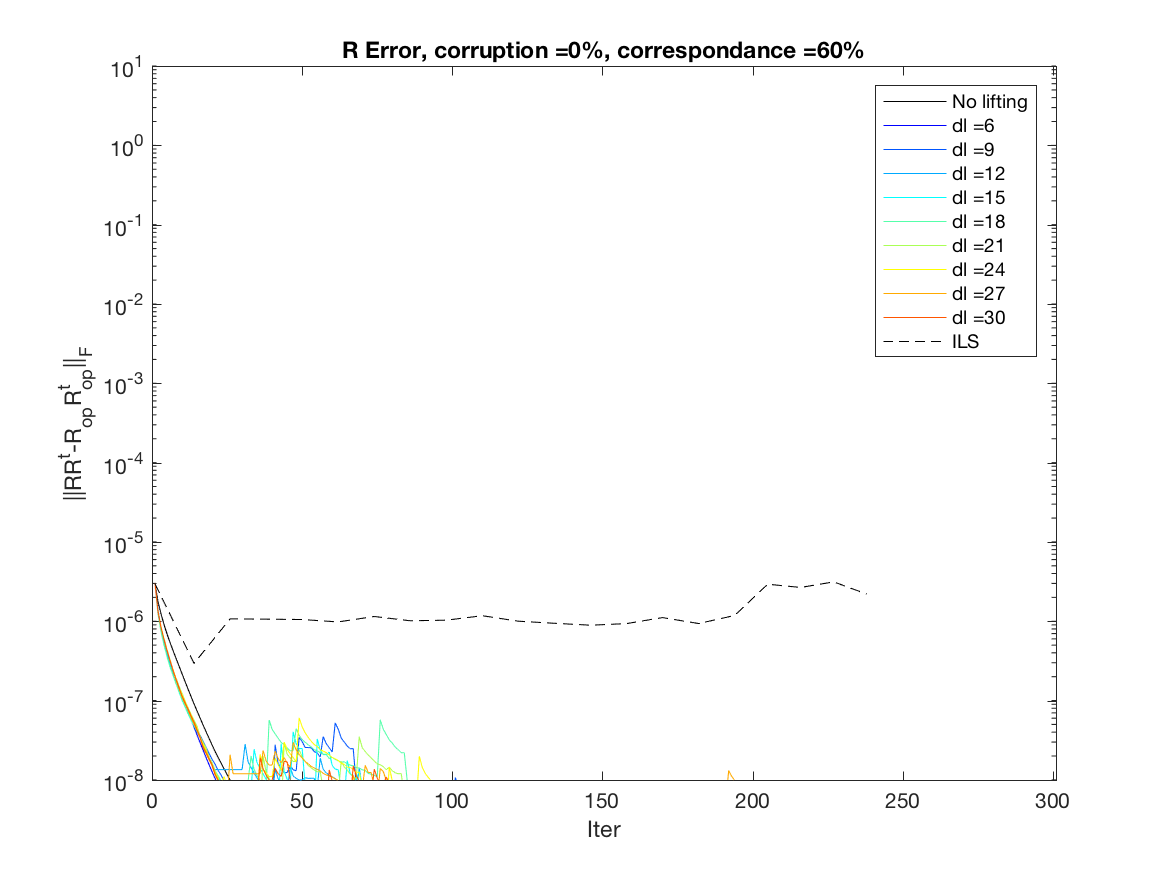 R Error, corruption =0%, correspondance =60%
10^1
10^0
10^-1
10^-2
10^-3
10^-4
10^-5
10^-6
10^-7
10^-8
||RR^t-R_op R^t_op||_F
No lifting
dl =6
dl =9
dl =12
dl =15
dl =18
dl =21
dl =24
dl =27
dl =30
ILS
0 50 100 150 200 250 300
Iter